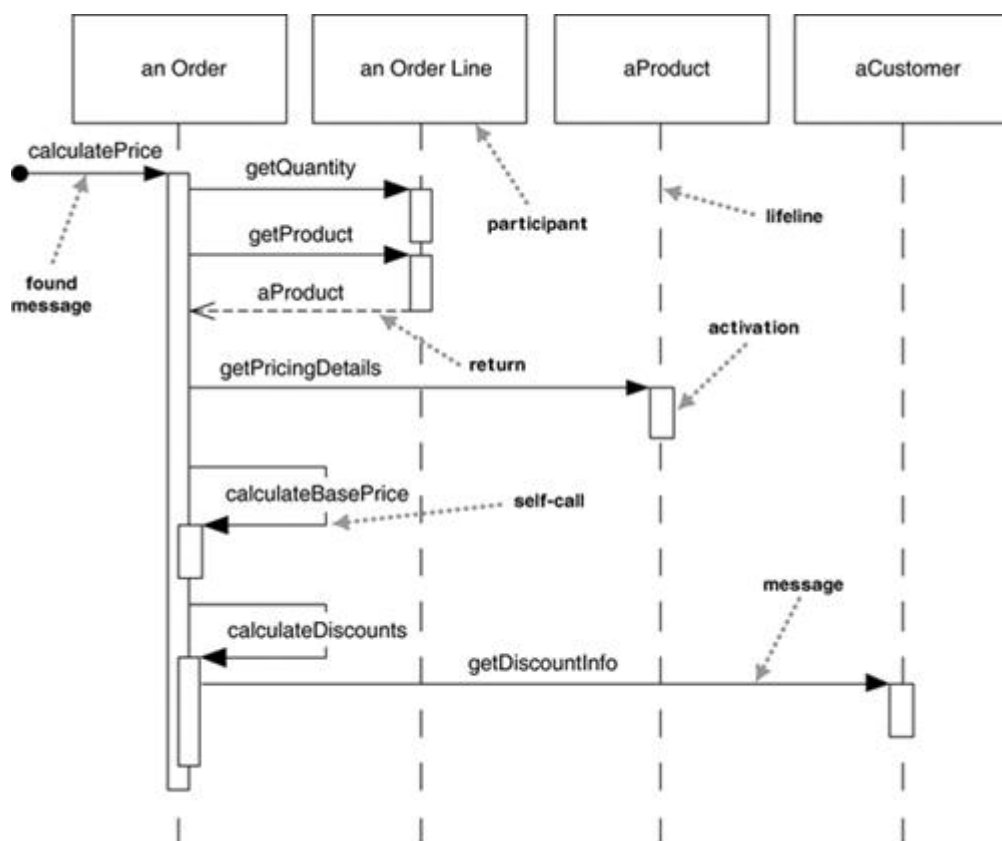 an Order
an Order Line
aProduct
aCustomer
calculatePrice
getQuantity
participant
lifeline
getProduct
found
message
aProduct
return
activation
getPricingDetails
calculateBasePrice
self-call
message
calculateDiscounts
getDiscountInfo